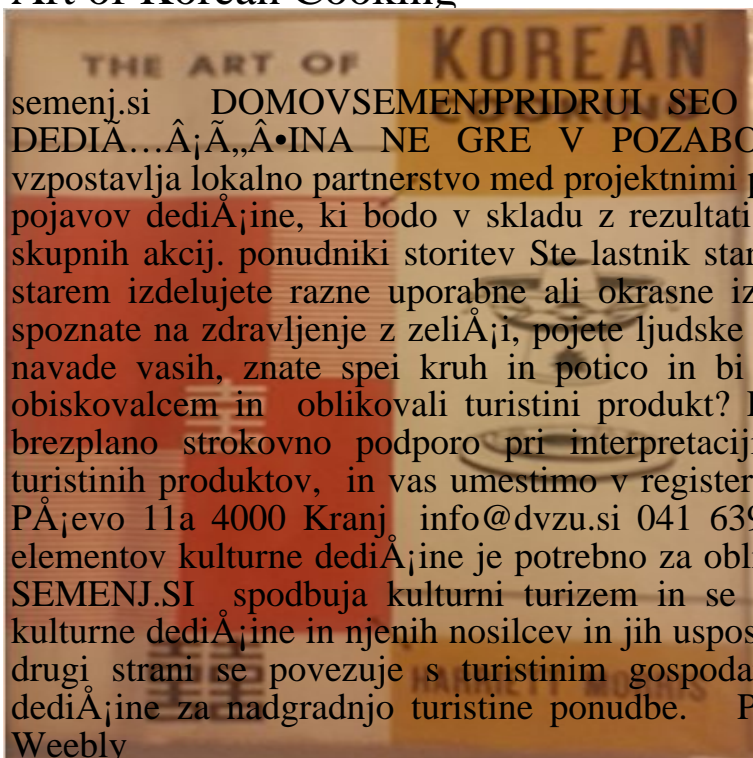 Art of Korean Cooking
THE ART OF KOREAN
COOKING
semenj.si DOMOVSEMENJPRIDRUI SEO
DEDIÃ…Â¡Ã„Â•INA NE GRE V POZABO
vzpostavlja lokalno partnerstvo med projektnimi
pojavov dediÅ¡ine, ki bodo v skladu z rezultati
skupnih akcij. ponudniki storitev Ste lastnik
starem izdelujete razne uporabne ali okrasne
spoznate na zdravljenje z zeliÅ¡i, pojete ljudske
navade vasih, znate spei kruh in potico in bi
obiskovalcem in oblikovali turistini produkt?
brezplano strokovno podporo pri interpretaciji
turistinih produktov, in vas umestimo v register
PÅ¡evo 11a 4000 Kranj info@dvzu.si 041 639
elementov kulturne dediÅ¡ine je potrebno za
SEMENJ.SI spodbuja kulturni turizem in se
kulturne dediÅ¡ine in njenih nosilcev in jih
drugi strani se povezuje s turistinim
HARRIETT MORRIS
dediÅ¡ine za nadgradnjo turistine ponudbe.
Weebly